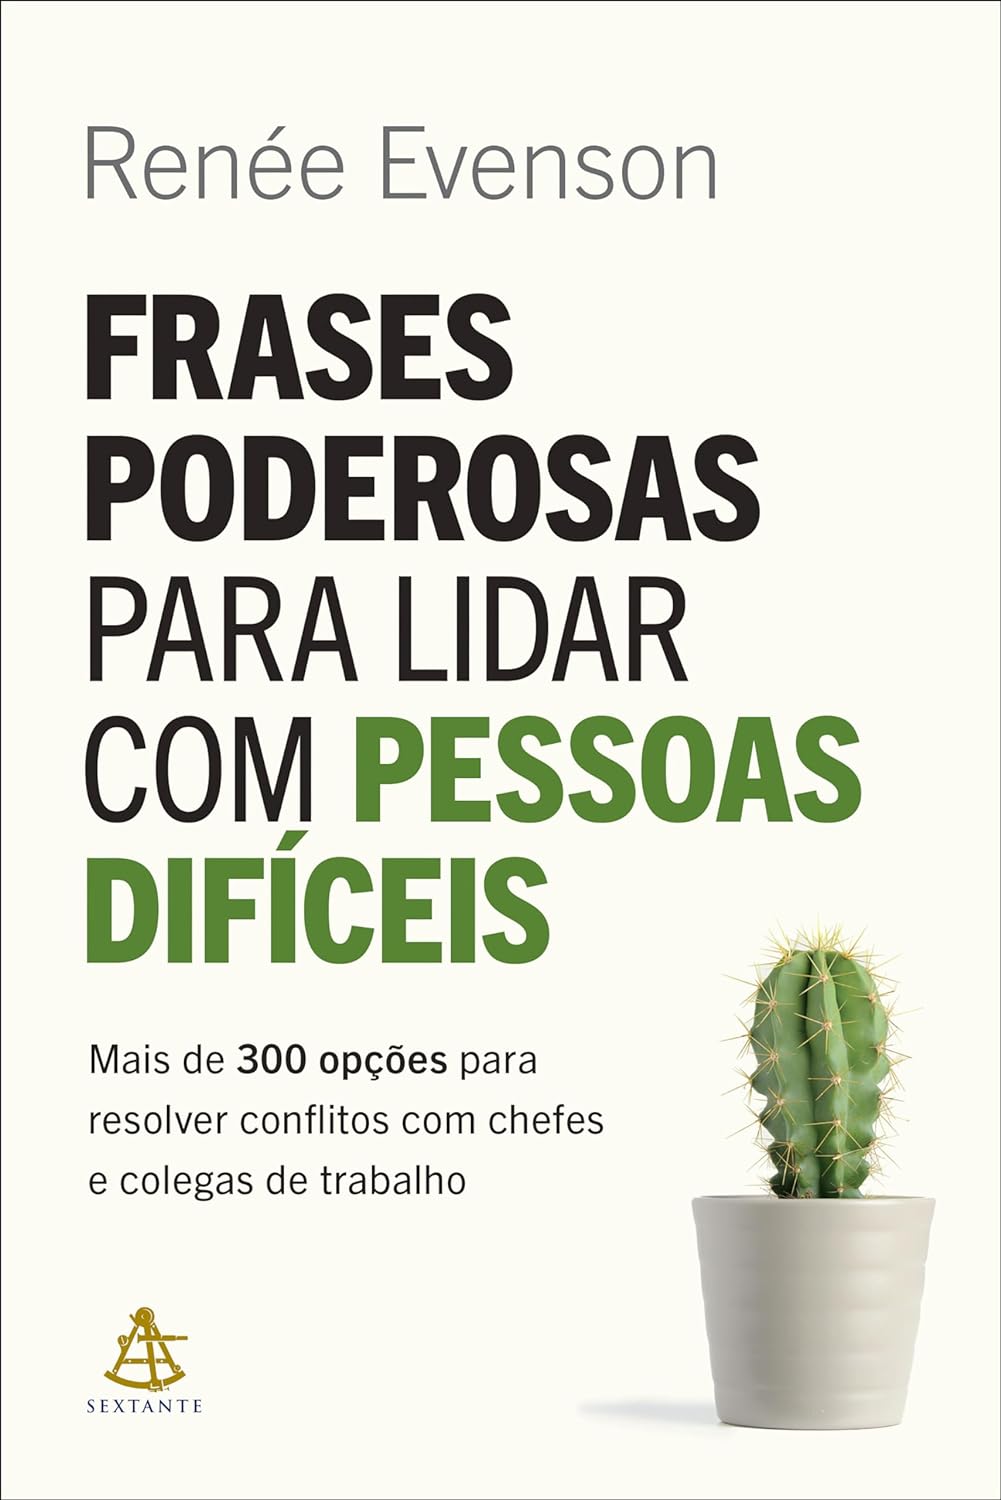 Renée Evenson
FRASES
PODEROSAS
PARA LIDAR
COM PESSOAS
DIFÍCEIS
Mais de 300 opções para
resolver conflitos com chefes
e colegas de trabalho
SEXTANTE